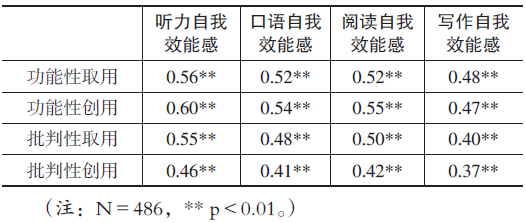 听力自我 口语自我 阅读自我 写作自我
效能感 效能感 效能感 效能感
功能性取用 0.56** 0.52** 0.52** 0.48**
功能性创用 0.60** 0.54** 0.55** 0.47**
批判性取用 0.55** 0.48** 0.50** 0.40**
批判性创用 0.46** 0.41** 0.42** 0.37**
（注：N = 486，** p < 0.01。）